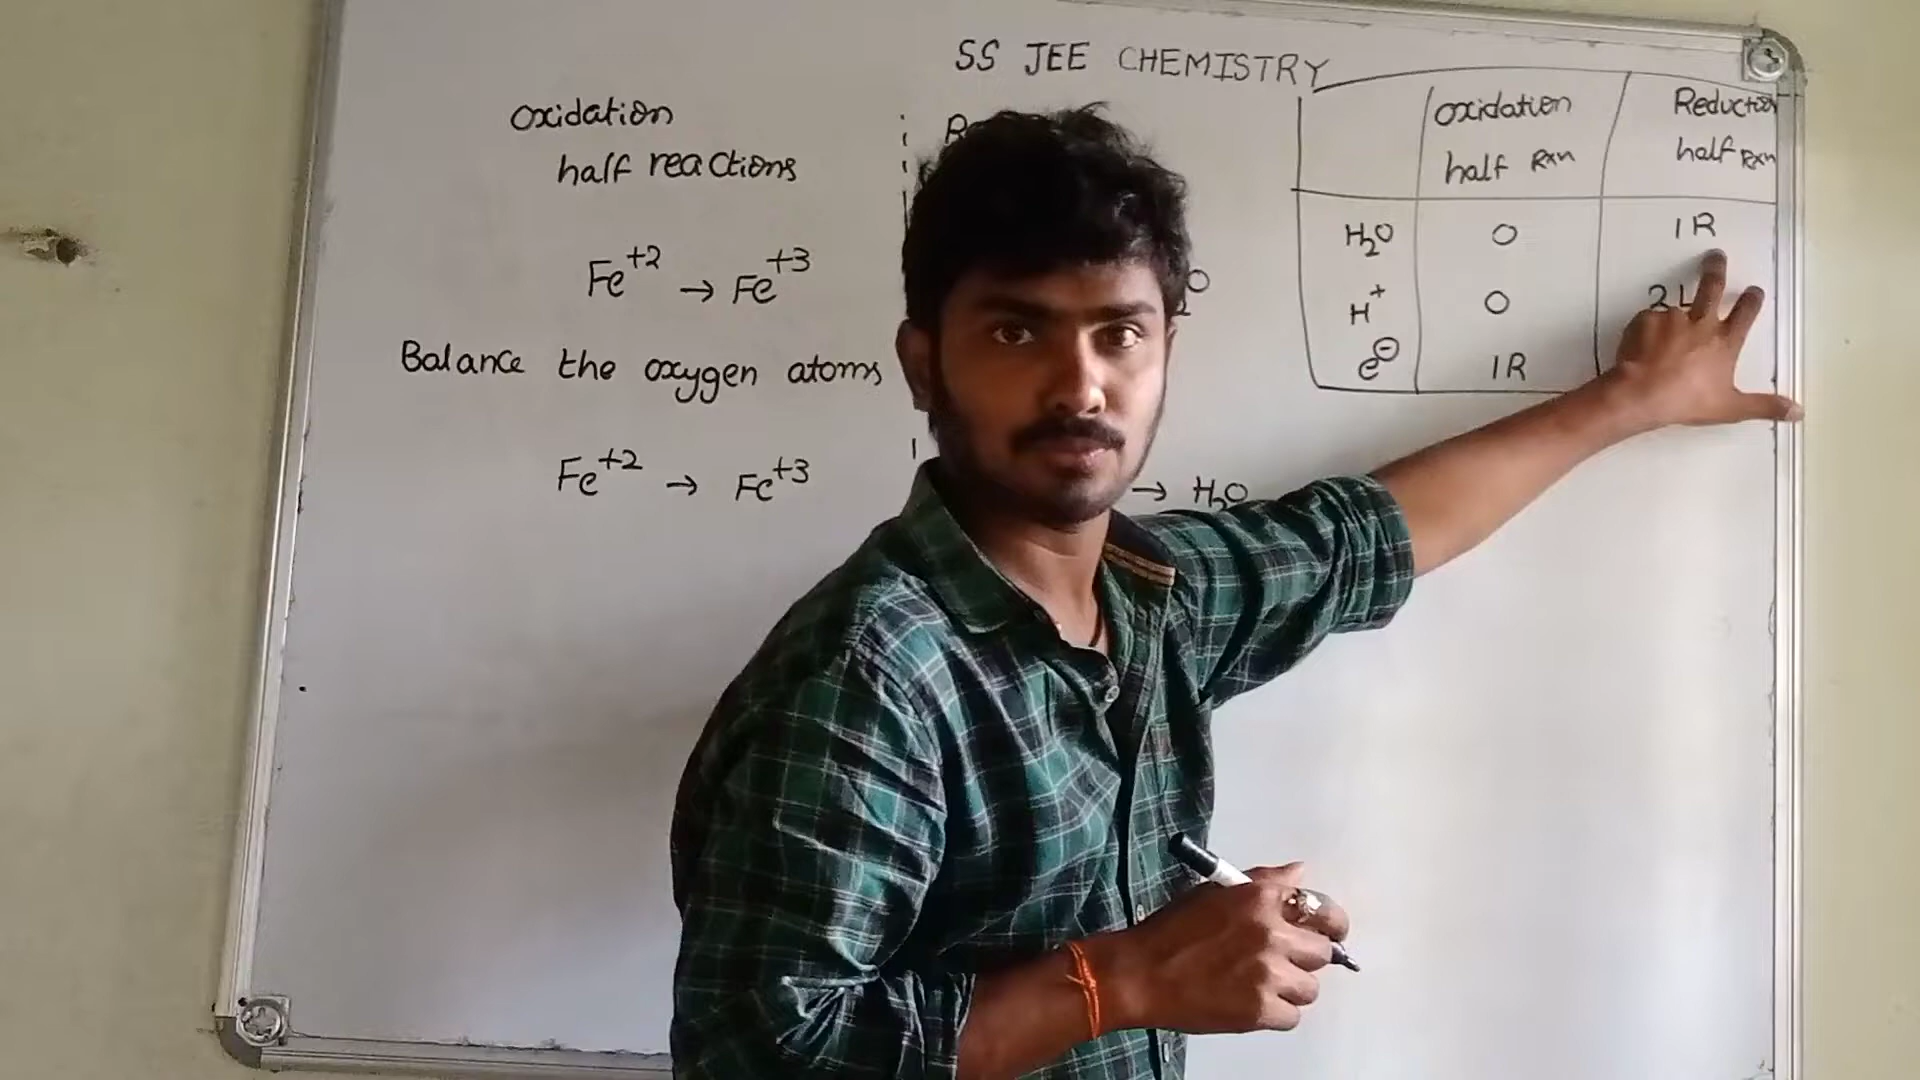 SS JEE CHEMISTRY
oxidation
half reactions
Fe+2 → Fe+3
Balance the oxygen atoms
Fe+2 → Fe+3
→ H2O
oxidation half Rxn
Reduction half Rxn
H2O 0 1R
H+ 0 2L
e⊖ 1R